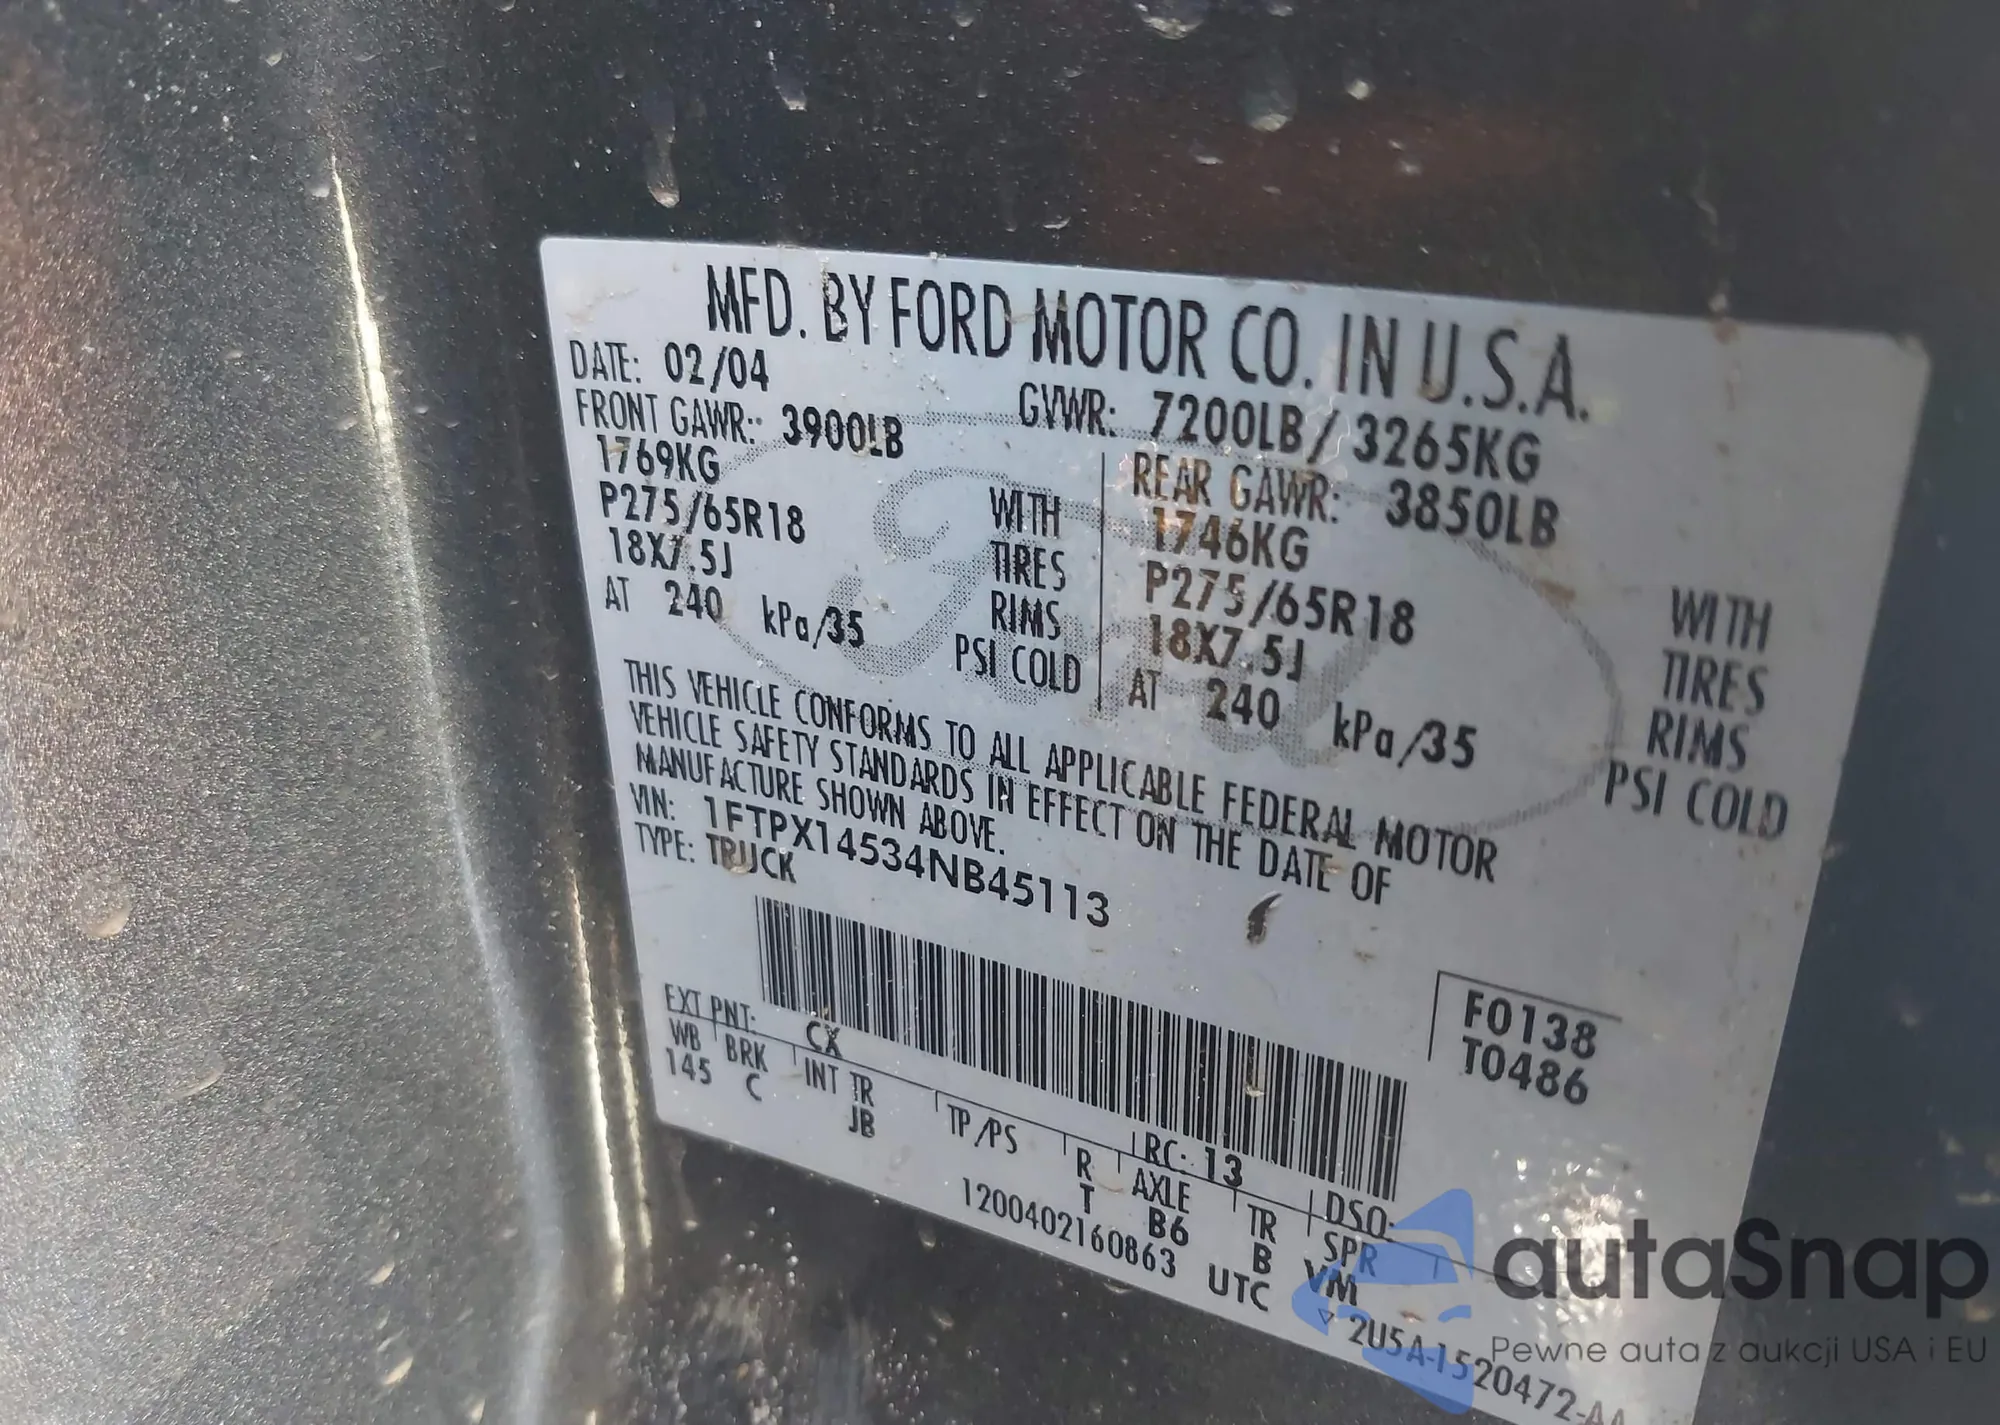 MFD. BY FORD MOTOR CO. IN U.S.A.
DATE: 02/04 GVWR: 7200LB/3265KG
FRONT GAWR: 3900LB REAR GAWR: 3850LB
1769KG WITH 1746KG WITH
P275/65R18 TIRES P275/65R18 TIRES
18X7.5J RIMS 18X7.5J RIMS
AT 240 kPa/35 PSI COLD AT 240 kPa/35 PSI COLD
THIS VEHICLE CONFORMS TO ALL APPLICABLE FEDERAL MOTOR
VEHICLE SAFETY STANDARDS IN EFFECT ON THE DATE OF
MANUFACTURE SHOWN ABOVE.
VIN: 1FTPX14534NB45113
TYPE: TRUCK
F0138
T0486
EXT PNT: CX RC: 13 DSO:
WB BRK INT TR TP/PS R AXLE TR SPR
145 C JB T B6 B VM
1200402160863 UTC
▽ 2U5A-1520472-AA
Ford
autaSnap
Pewne auta z aukcji USA i EU